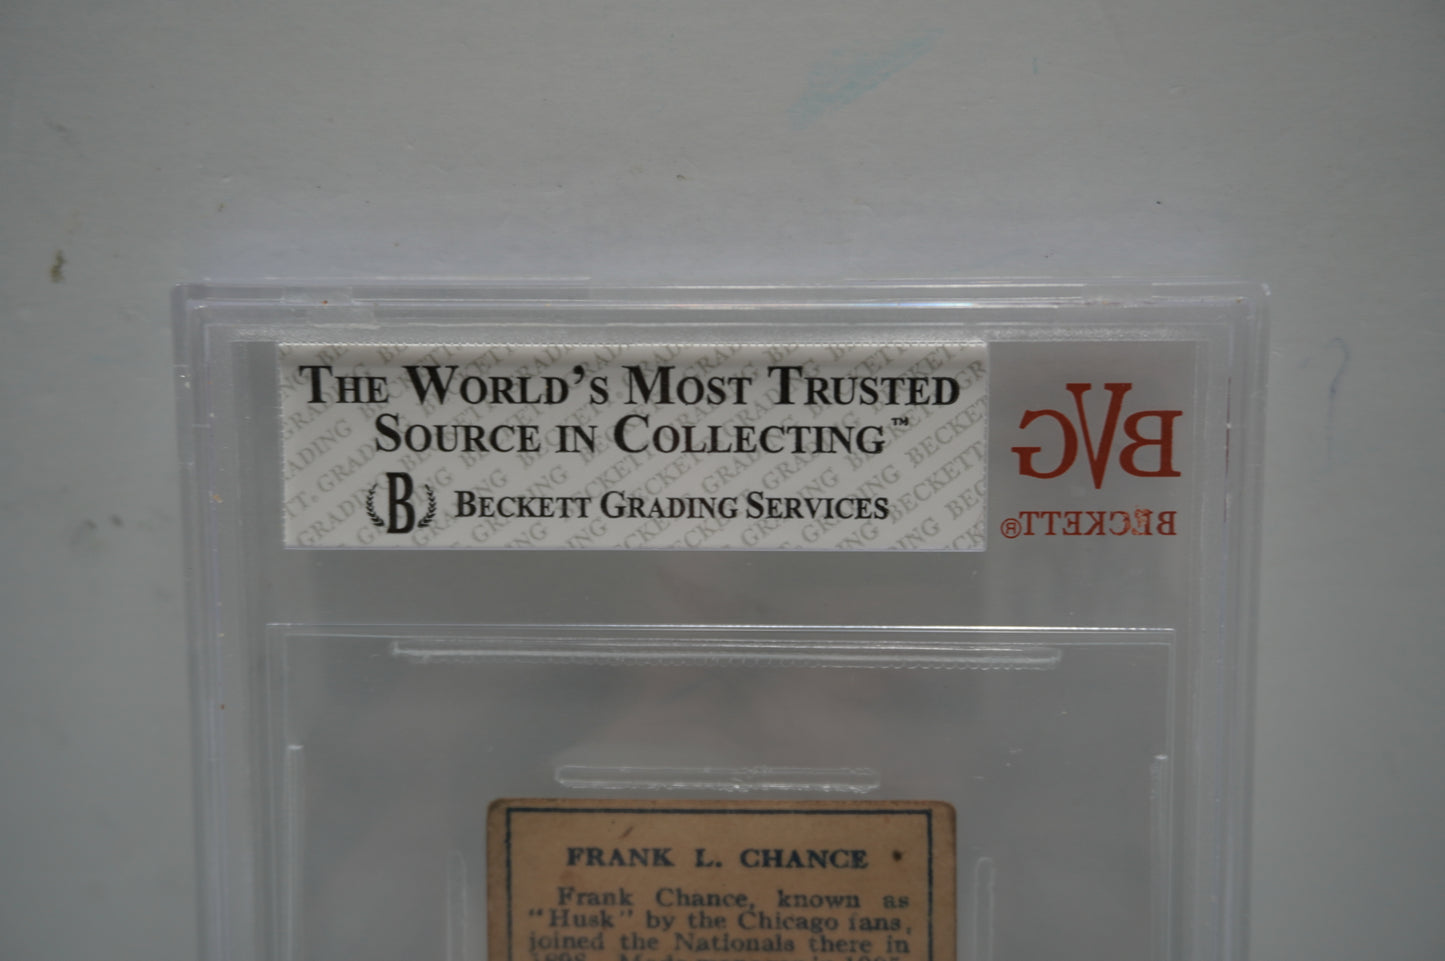 THE WORLD'S MOST TRUSTED
SOURCE IN COLLECTING™
B BECKETT GRADING SERVICES
BVG
BECKETT®
FRANK L. CHANCE
Frank Chance, known as
"Husk" by the Chicago fans,
joined the Nationals there in